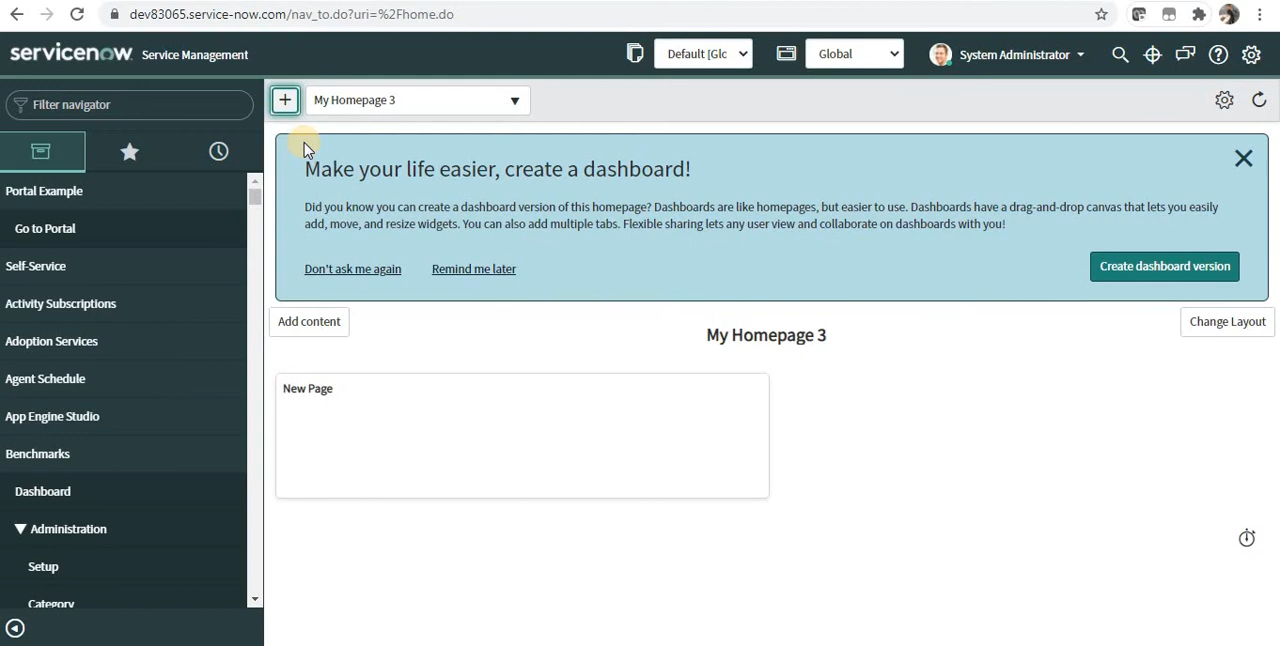 dev83065.service-now.com/nav_to.do?uri=%2Fhome.do
servicenow Service Management
Default [Glc
Global
System Administrator
Filter navigator
My Homepage 3
Portal Example
Go to Portal
Self-Service
Activity Subscriptions
Adoption Services
Agent Schedule
App Engine Studio
Benchmarks
Dashboard
Administration
Setup
Category
Make your life easier, create a dashboard!
Did you know you can create a dashboard version of this homepage? Dashboards are like homepages, but easier to use. Dashboards have a drag-and-drop canvas that lets you easily
add, move, and resize widgets. You can also add multiple tabs. Flexible sharing lets any user view and collaborate on dashboards with you!
Don't ask me again
Remind me later
Create dashboard version
Add content
Change Layout
My Homepage 3
New Page